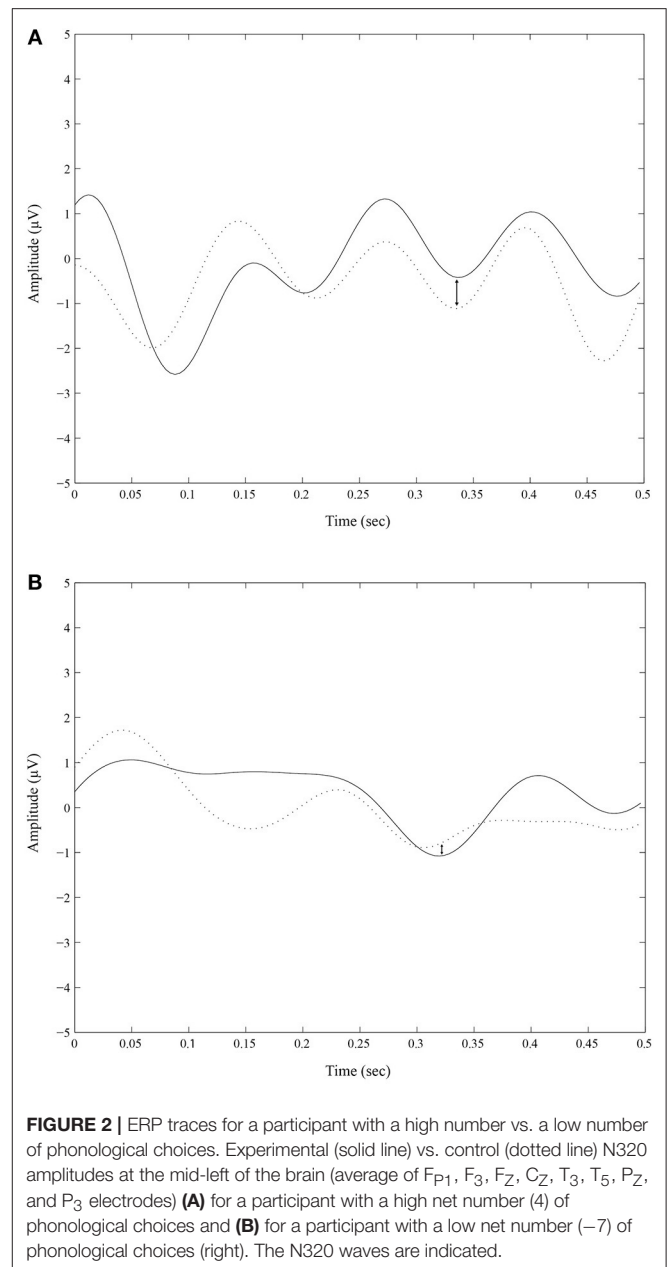 A
5
4
3
2
1
0
−1
−2
−3
−4
−5
Amplitude (µV)
0 0.05 0.1 0.15 0.2 0.25 0.3 0.35 0.4 0.45 0.5
Time (sec)
B
5
4
3
2
1
0
−1
−2
−3
−4
−5
Amplitude (µV)
0 0.05 0.1 0.15 0.2 0.25 0.3 0.35 0.4 0.45 0.5
Time (sec)
FIGURE 2 | ERP traces for a participant with a high number vs. a low number
of phonological choices. Experimental (solid line) vs. control (dotted line) N320
amplitudes at the mid-left of the brain (average of FP1, F3, FZ, CZ, T3, T5, PZ,
and P3 electrodes) (A) for a participant with a high net number (4) of
phonological choices and (B) for a participant with a low net number (−7) of
phonological choices (right). The N320 waves are indicated.